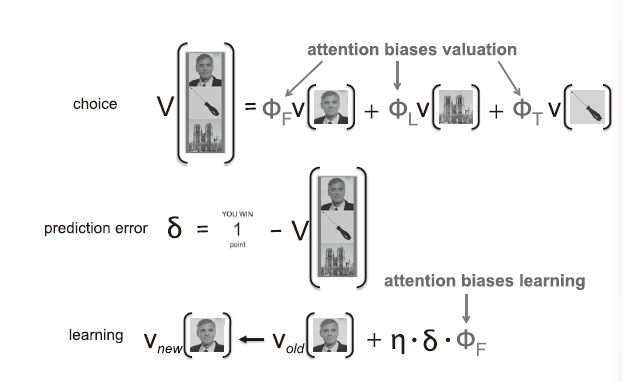 attention biases valuation
choice V = Φ_F v + Φ_L v + Φ_T v
YOU WIN
prediction error δ = 1 - V
point
attention biases learning
learning v_new ← v_old + η · δ · Φ_F